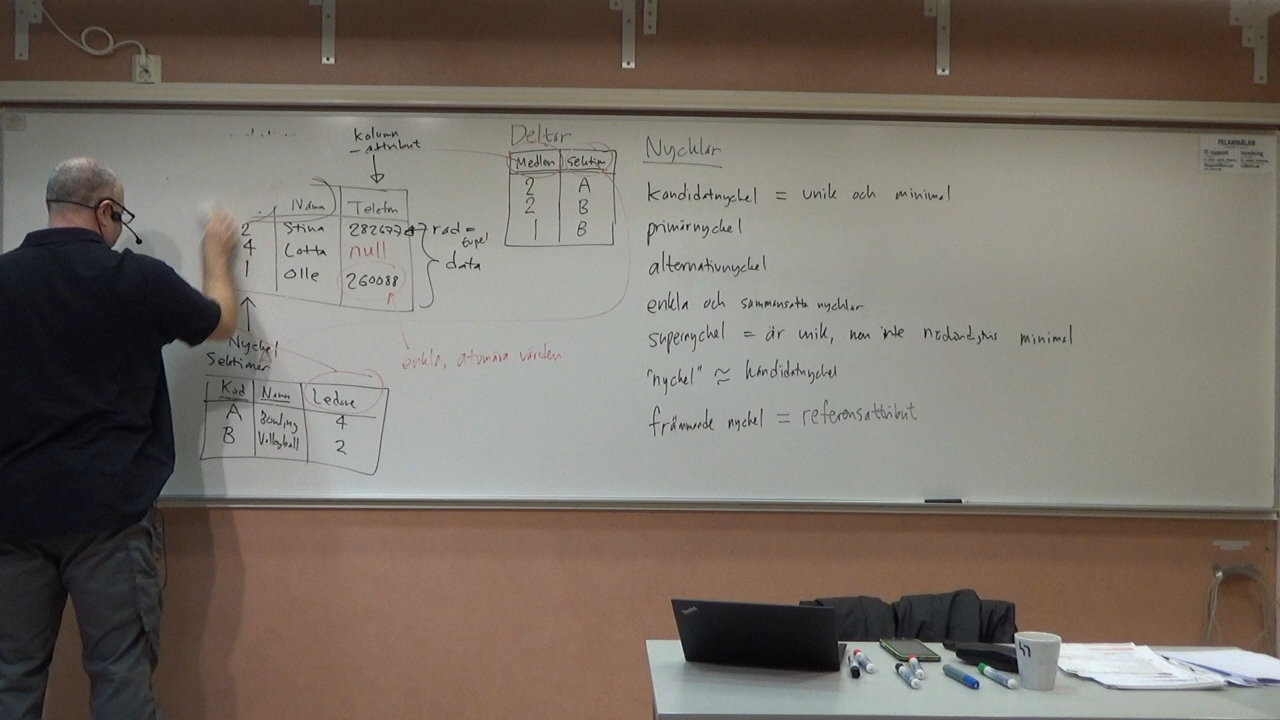 kolumn
= attribut
Namn Telefon
2 Stina 282677
4 Lotta null
1 Olle 260088
rad =
tupel
data
Nyckel
enkla, atomära värden
Sektioner
Kod Namn Ledare
A Bowling 4
B Volleyball 2
Deltar
Medlem Sektion
2 A
2 B
1 B
Nycklar
kandidatnyckel = unik och minimal
primärnyckel
alternativnyckel
enkla och sammansatta nycklar
supernyckel = är unik, men inte nödvändigtvis minimal
"nyckel" ≈ kandidatnyckel
främmande nyckel = referensattribut
FELANMÄLAN